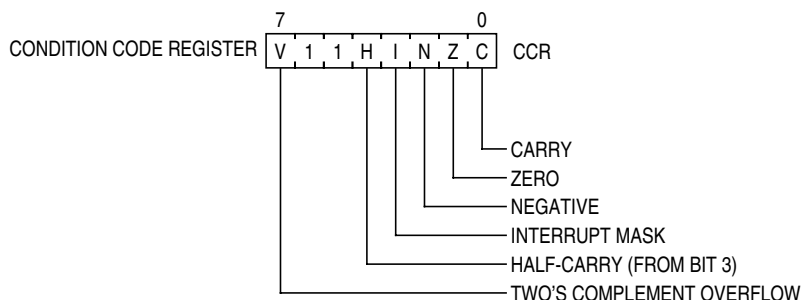 7 0
CONDITION CODE REGISTER V 1 1 H I N Z C CCR
CARRY
ZERO
NEGATIVE
INTERRUPT MASK
HALF-CARRY (FROM BIT 3)
TWO'S COMPLEMENT OVERFLOW